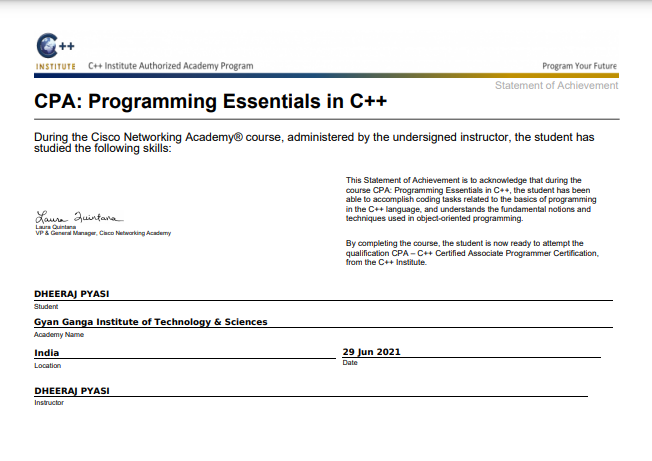 C++
INSTITUTE
C++ Institute Authorized Academy Program
Program Your Future
Statement of Achievement
CPA: Programming Essentials in C++
During the Cisco Networking Academy® course, administered by the undersigned instructor, the student has
studied the following skills:
This Statement of Achievement is to acknowledge that during the
course CPA: Programming Essentials in C++, the student has been
able to accomplish coding tasks related to the basics of programming
in the C++ language, and understands the fundamental notions and
techniques used in object-oriented programming.
By completing the course, the student is now ready to attempt the
qualification CPA – C++ Certified Associate Programmer Certification,
from the C++ Institute.
Laura Quintana
Laura Quintana
VP & General Manager, Cisco Networking Academy
DHEERAJ PYASI
Student
Gyan Ganga Institute of Technology & Sciences
Academy Name
India
Location
29 Jun 2021
Date
DHEERAJ PYASI
Instructor